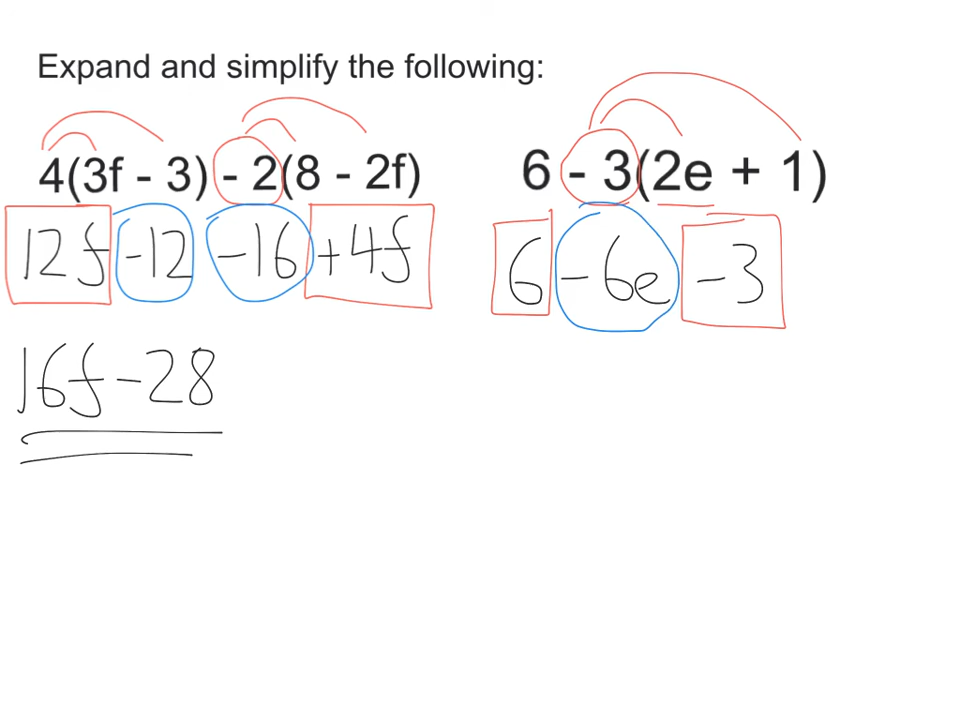 Expand and simplify the following:
4(3f - 3) - 2(8 - 2f)
12f -12 -16 +4f
16f - 28
6 - 3(2e + 1)
6 - 6e - 3